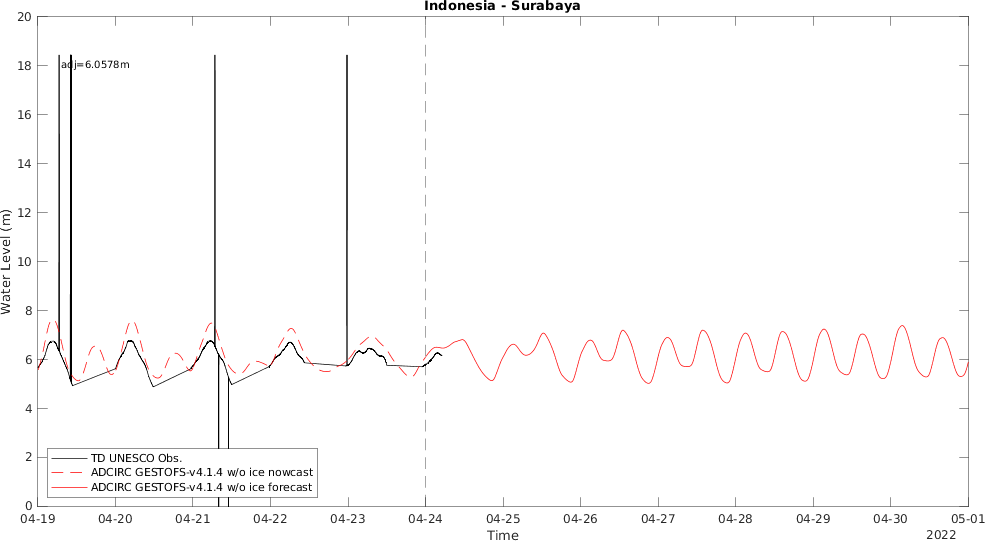 Indonesia - Surabaya
20
18
16
14
12
10
8
6
4
2
0
Water Level (m)
adj=6.0578m
TD UNESCO Obs.
ADCIRC GESTOFS-v4.1.4 w/o ice nowcast
ADCIRC GESTOFS-v4.1.4 w/o ice forecast
04-19 04-20 04-21 04-22 04-23 04-24 04-25 04-26 04-27 04-28 04-29 04-30 05-01
Time
2022